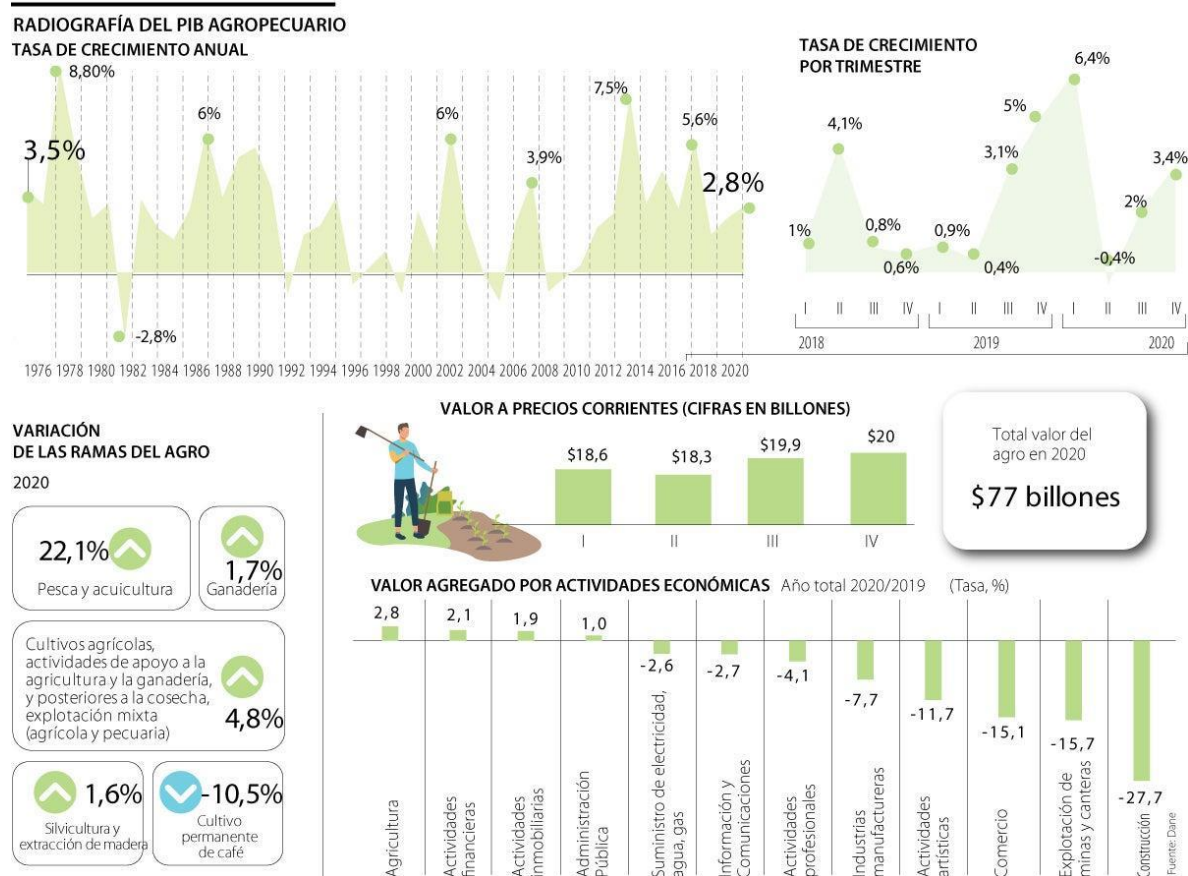 RADIOGRAFÍA DEL PIB AGROPECUARIO
TASA DE CRECIMIENTO ANUAL
8,80%
3,5%
-2,8%
6%
6%
3,9%
7,5%
5,6%
2,8%
1976 1978 1980 1982 1984 1986 1988 1990 1992 1994 1996 1998 2000 2002 2004 2006 2008 2010 2012 2014 2016 2018 2020
TASA DE CRECIMIENTO
POR TRIMESTRE
1%
4,1%
0,8%
0,6%
0,9%
0,4%
3,1%
5%
6,4%
-0,4%
2%
3,4%
I II III IV I II III IV I II III IV
2018 2019 2020
VARIACIÓN
DE LAS RAMAS DEL AGRO
2020
22,1%
Pesca y acuicultura
1,7%
Ganadería
Cultivos agrícolas,
actividades de apoyo a la
agricultura y la ganadería,
y posteriores a la cosecha,
explotación mixta
(agrícola y pecuaria)
4,8%
1,6%
Silvicultura y
extracción de madera
-10,5%
Cultivo
permanente
de café
VALOR A PRECIOS CORRIENTES (CIFRAS EN BILLONES)
$18,6 $18,3 $19,9 $20
I II III IV
Total valor del
agro en 2020
$77 billones
VALOR AGREGADO POR ACTIVIDADES ECONÓMICAS Año total 2020/2019 (Tasa, %)
2,8
2,1
1,9
1,0
-2,6
-2,7
-4,1
-7,7
-11,7
-15,1
-15,7
-27,7
Agricultura
Actividades
financieras
Actividades
inmobiliarias
Administración
Pública
Suministro de electricidad,
agua, gas
Información y
Comunicaciones
Actividades
profesionales
Industrias
manufactureras
Actividades
artísticas
Comercio
Explotación de
minas y canteras
Construcción
Fuente: Dane